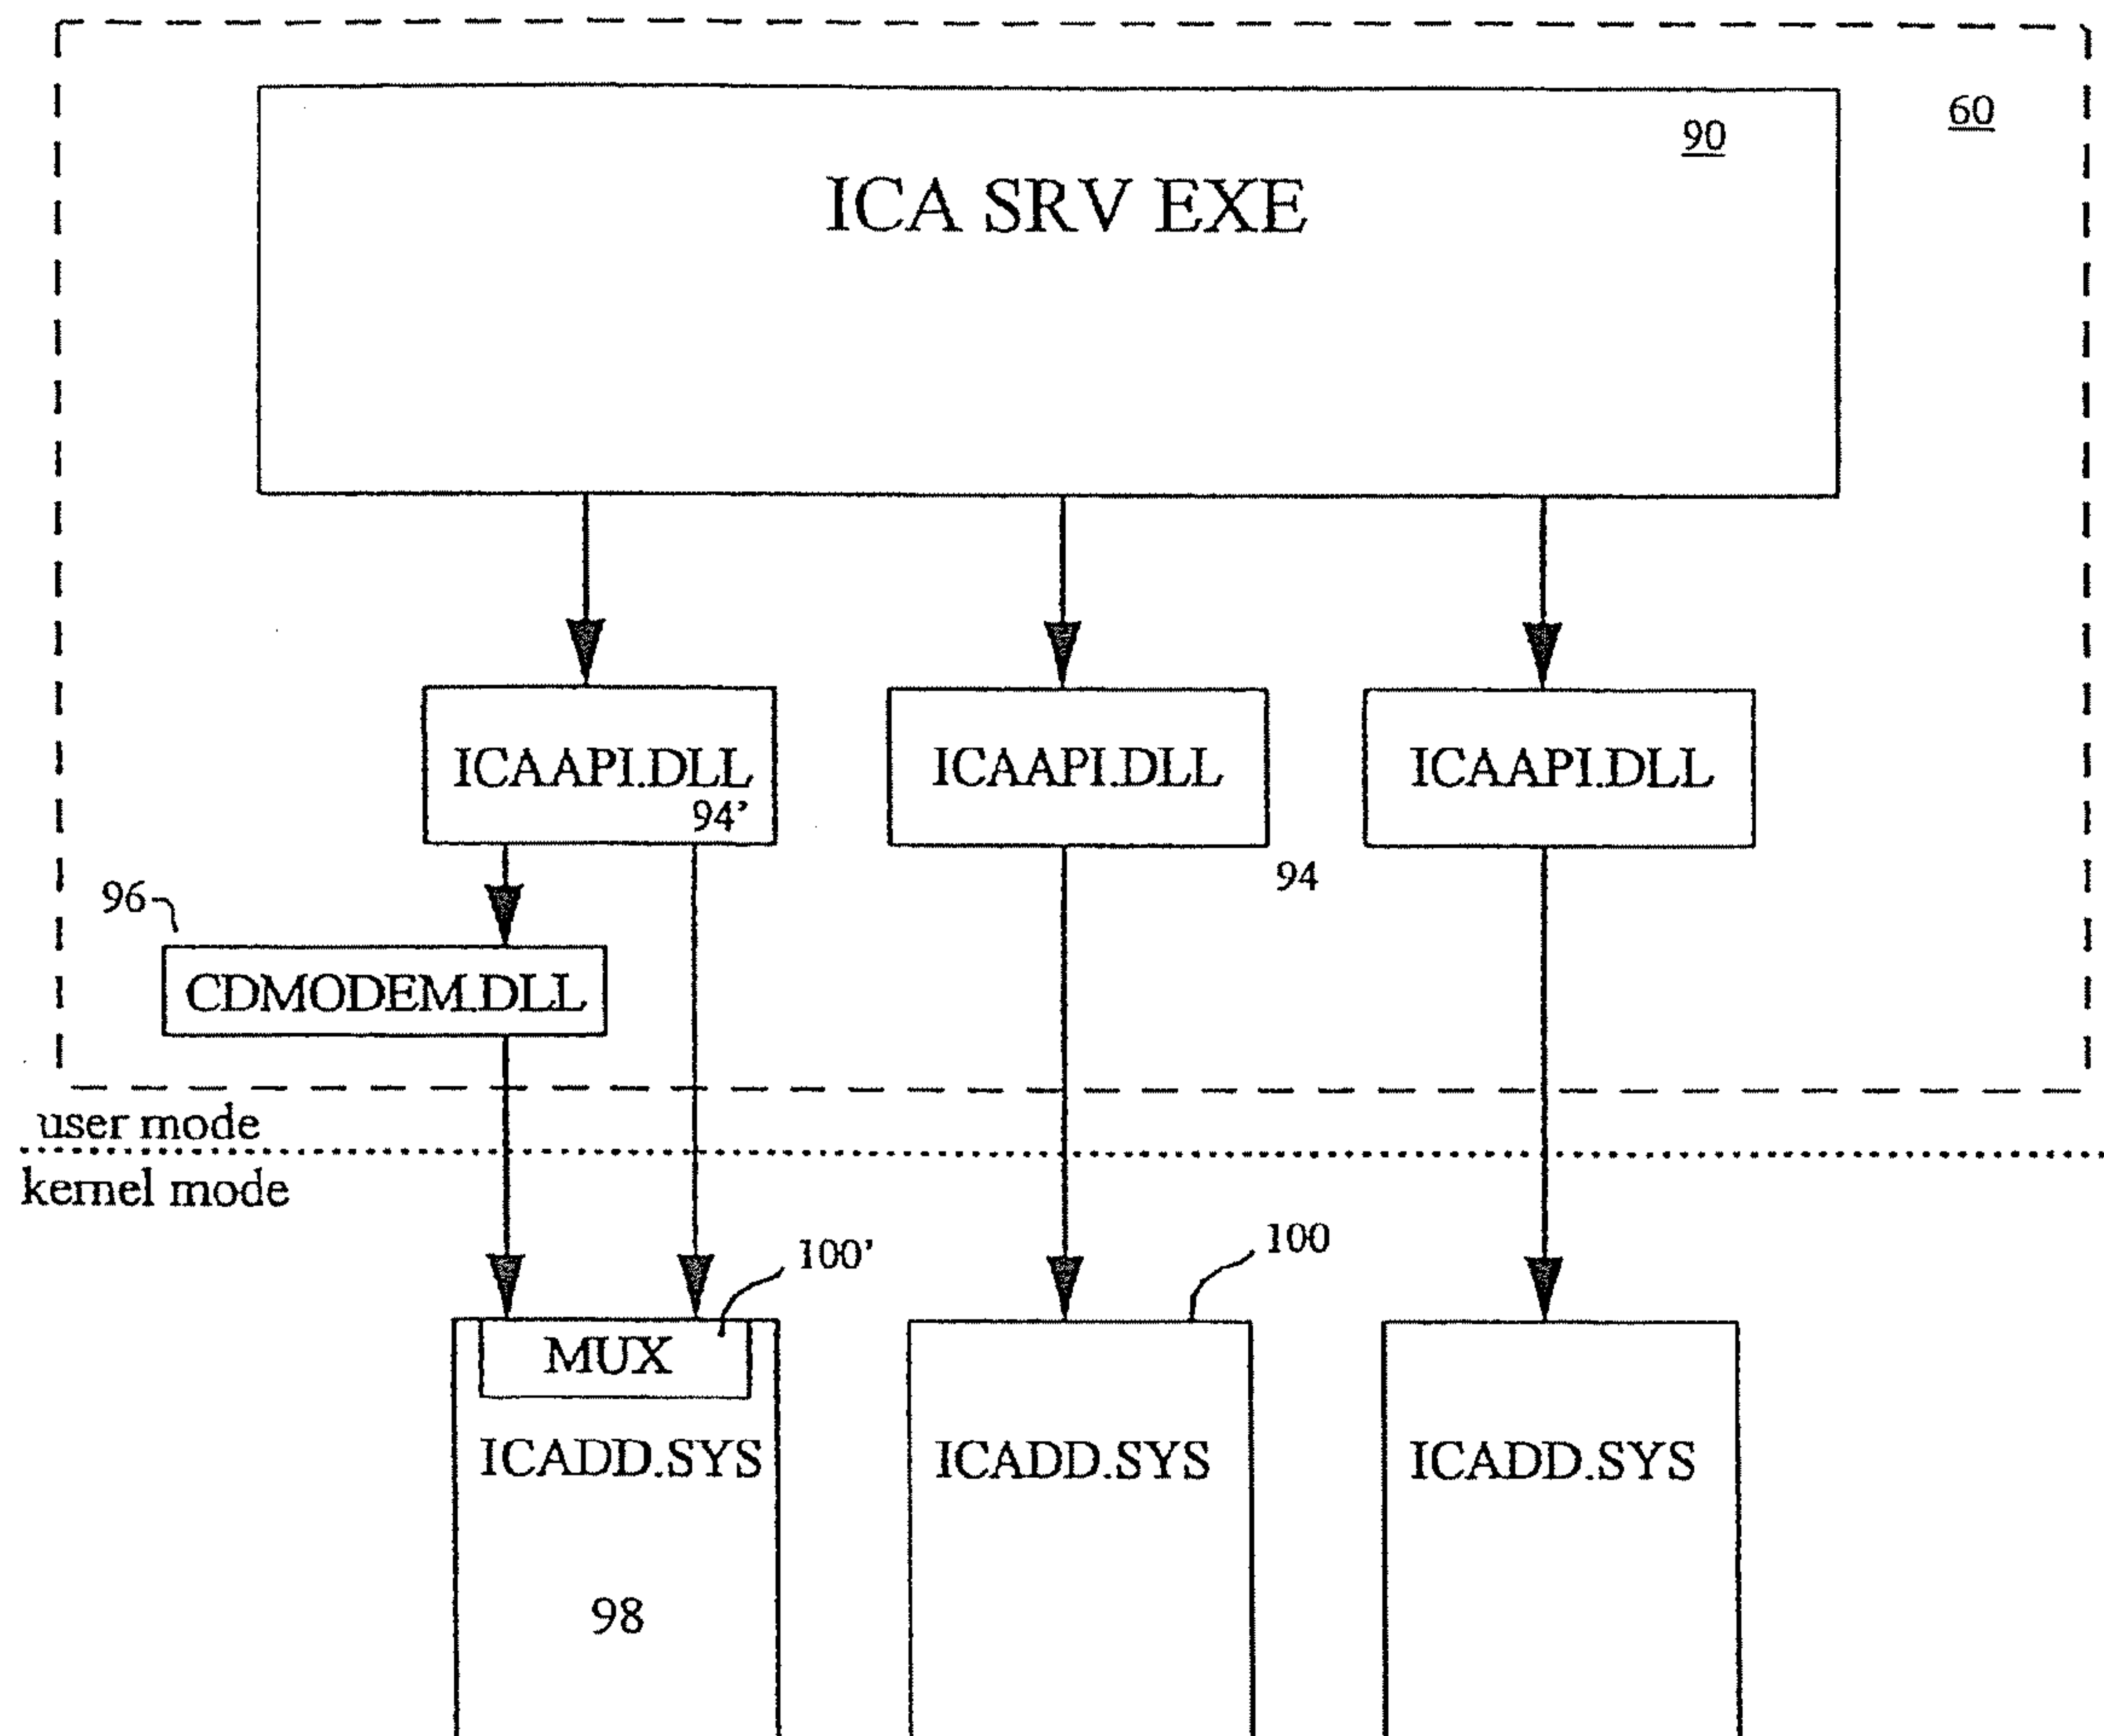 60
90
ICA SRV EXE
ICAAPI.DLL
94’
ICAAPI.DLL
94
ICAAPI.DLL
96
CDMODEM.DLL
user mode
kernel mode
100’
100
MUX
ICADD.SYS
98
ICADD.SYS
ICADD.SYS